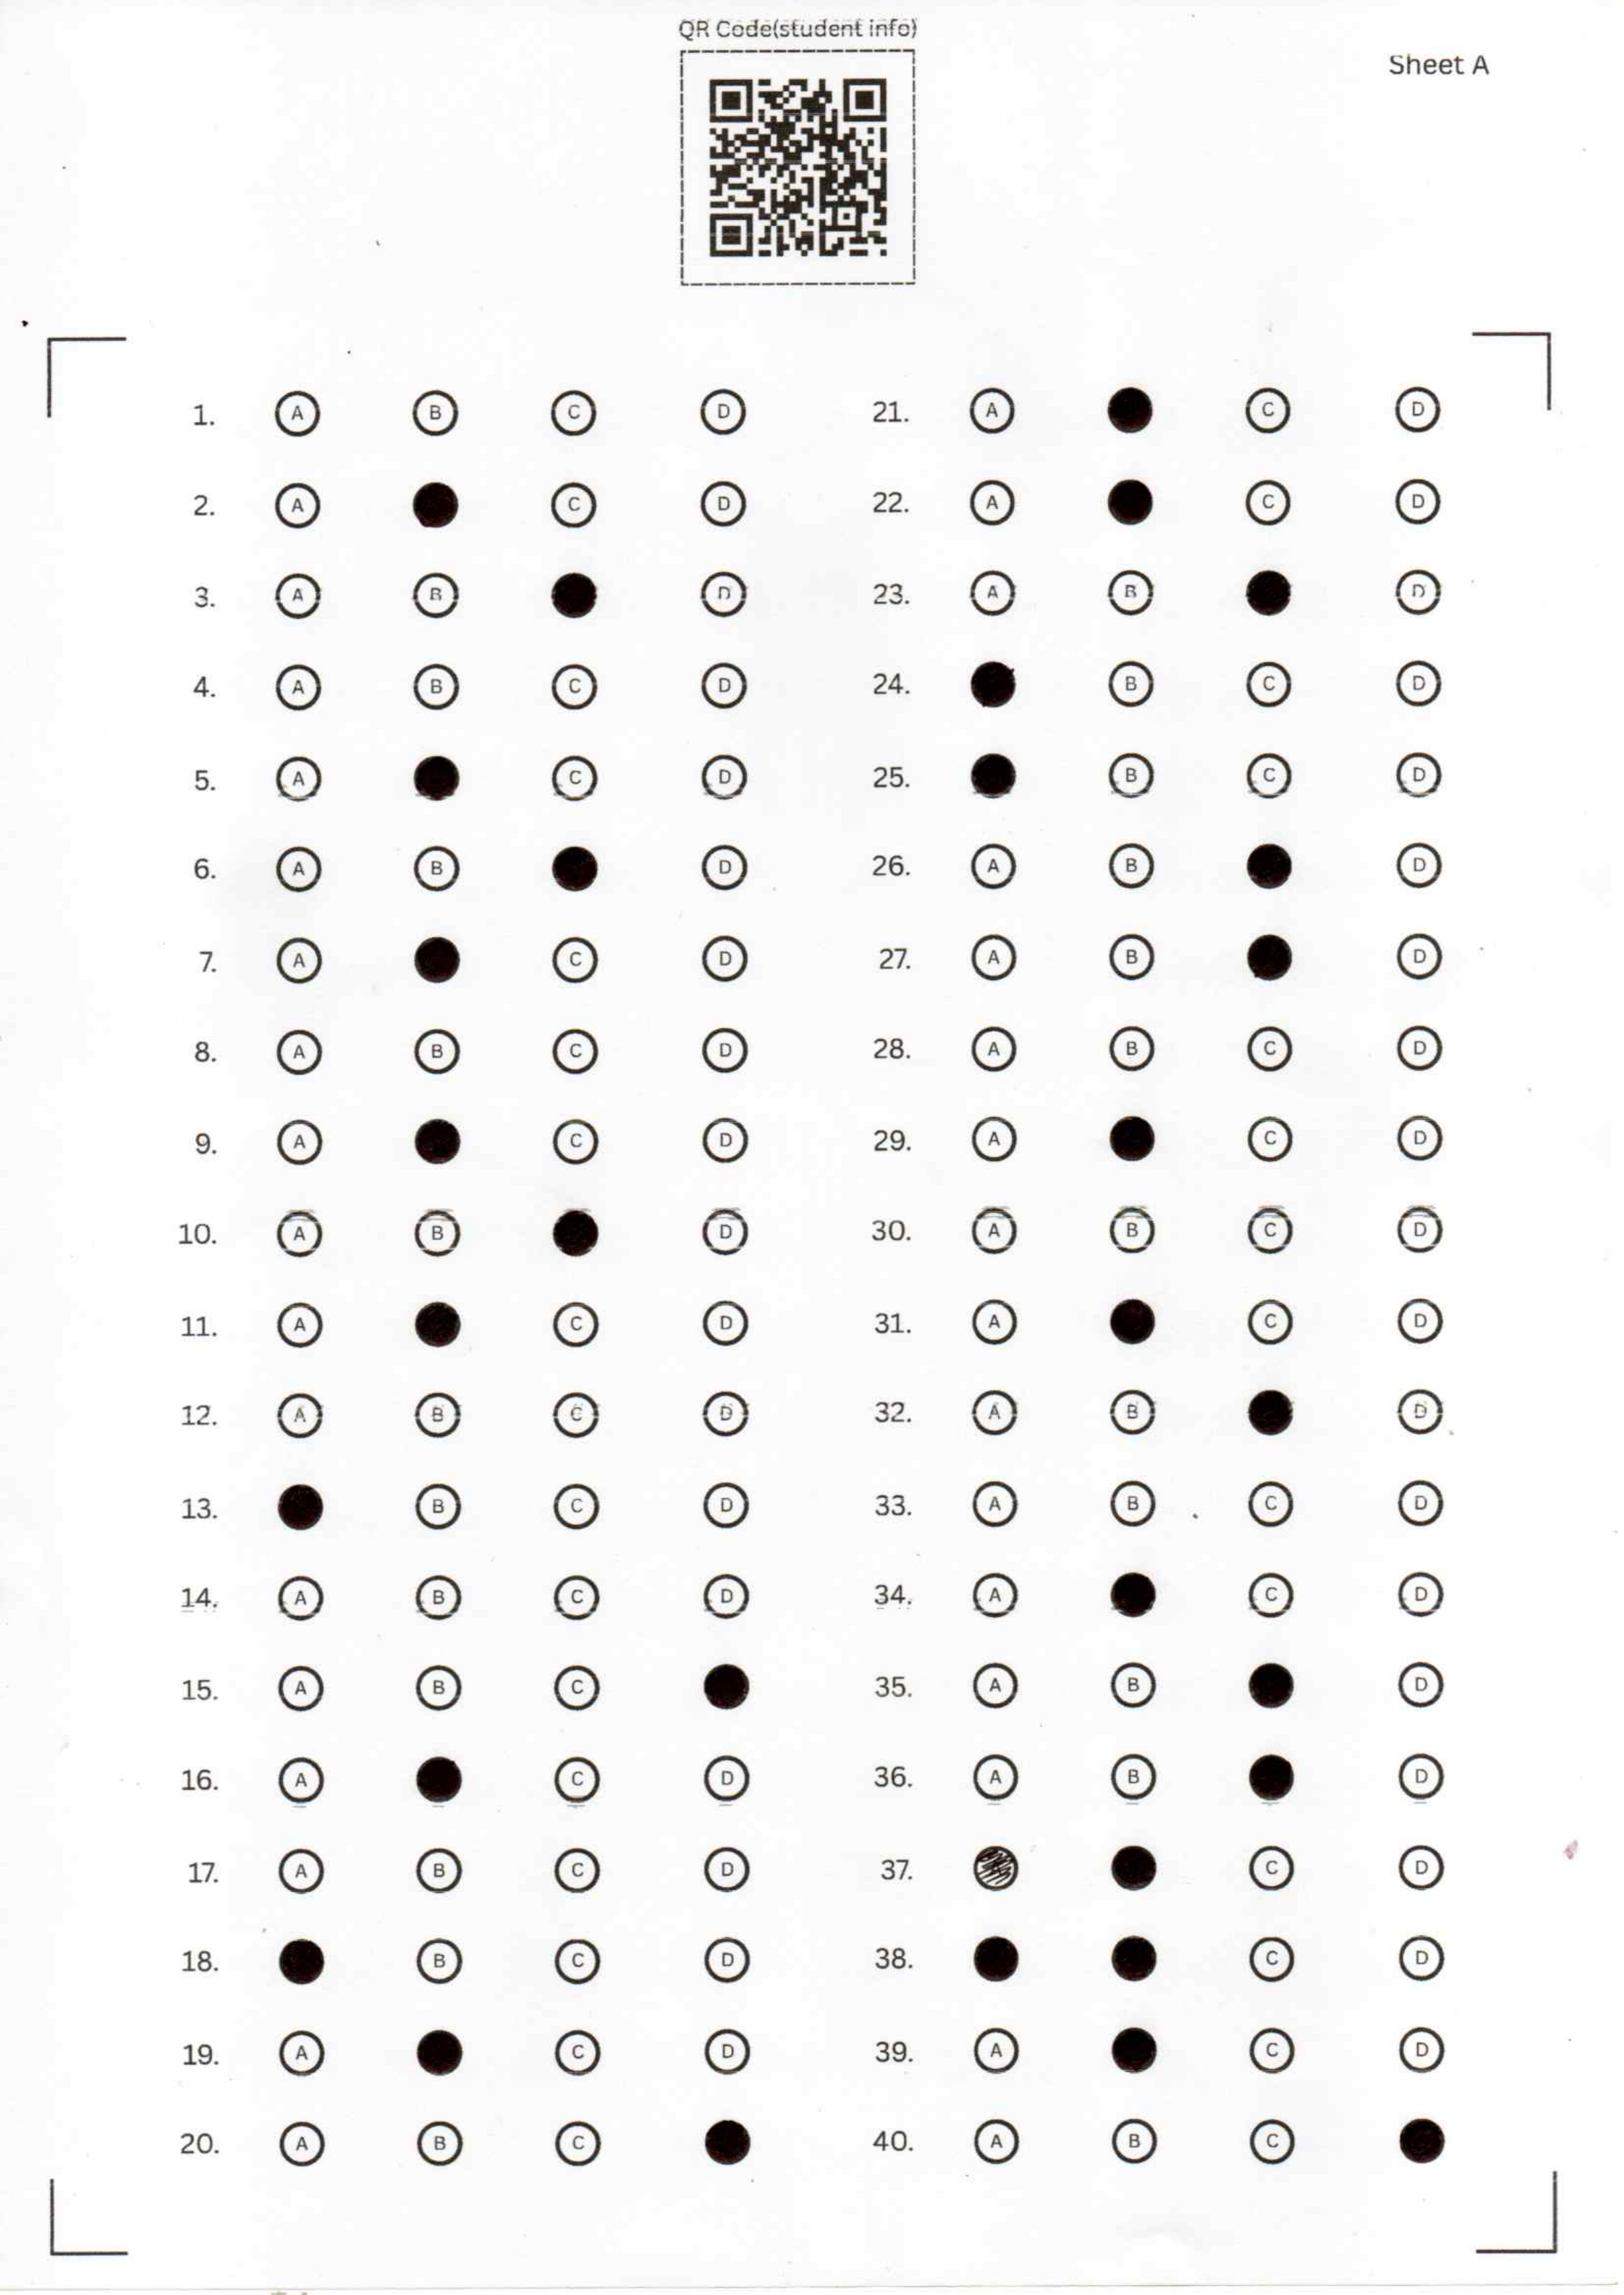 QR Code(student info)
Sheet A
1. A B C D
2. A C D
3. A B D
4. A B C D
5. A C D
6. A B D
7. A C D
8. A B C D
9. A C D
10. A B D
11. A C D
12. A B C D
13. B C D
14. A B C D
15. A B C
16. A C D
17. A B C D
18. B C D
19. A C D
20. A B C
21. A C D
22. A C D
23. A B D
24. B C D
25. B C D
26. A B D
27. A B D
28. A B C D
29. A C D
30. A B C D
31. A C D
32. A B D
33. A B C D
34. A C D
35. A B D
36. A B D
37. C D
38. C D
39. A C D
40. A B C